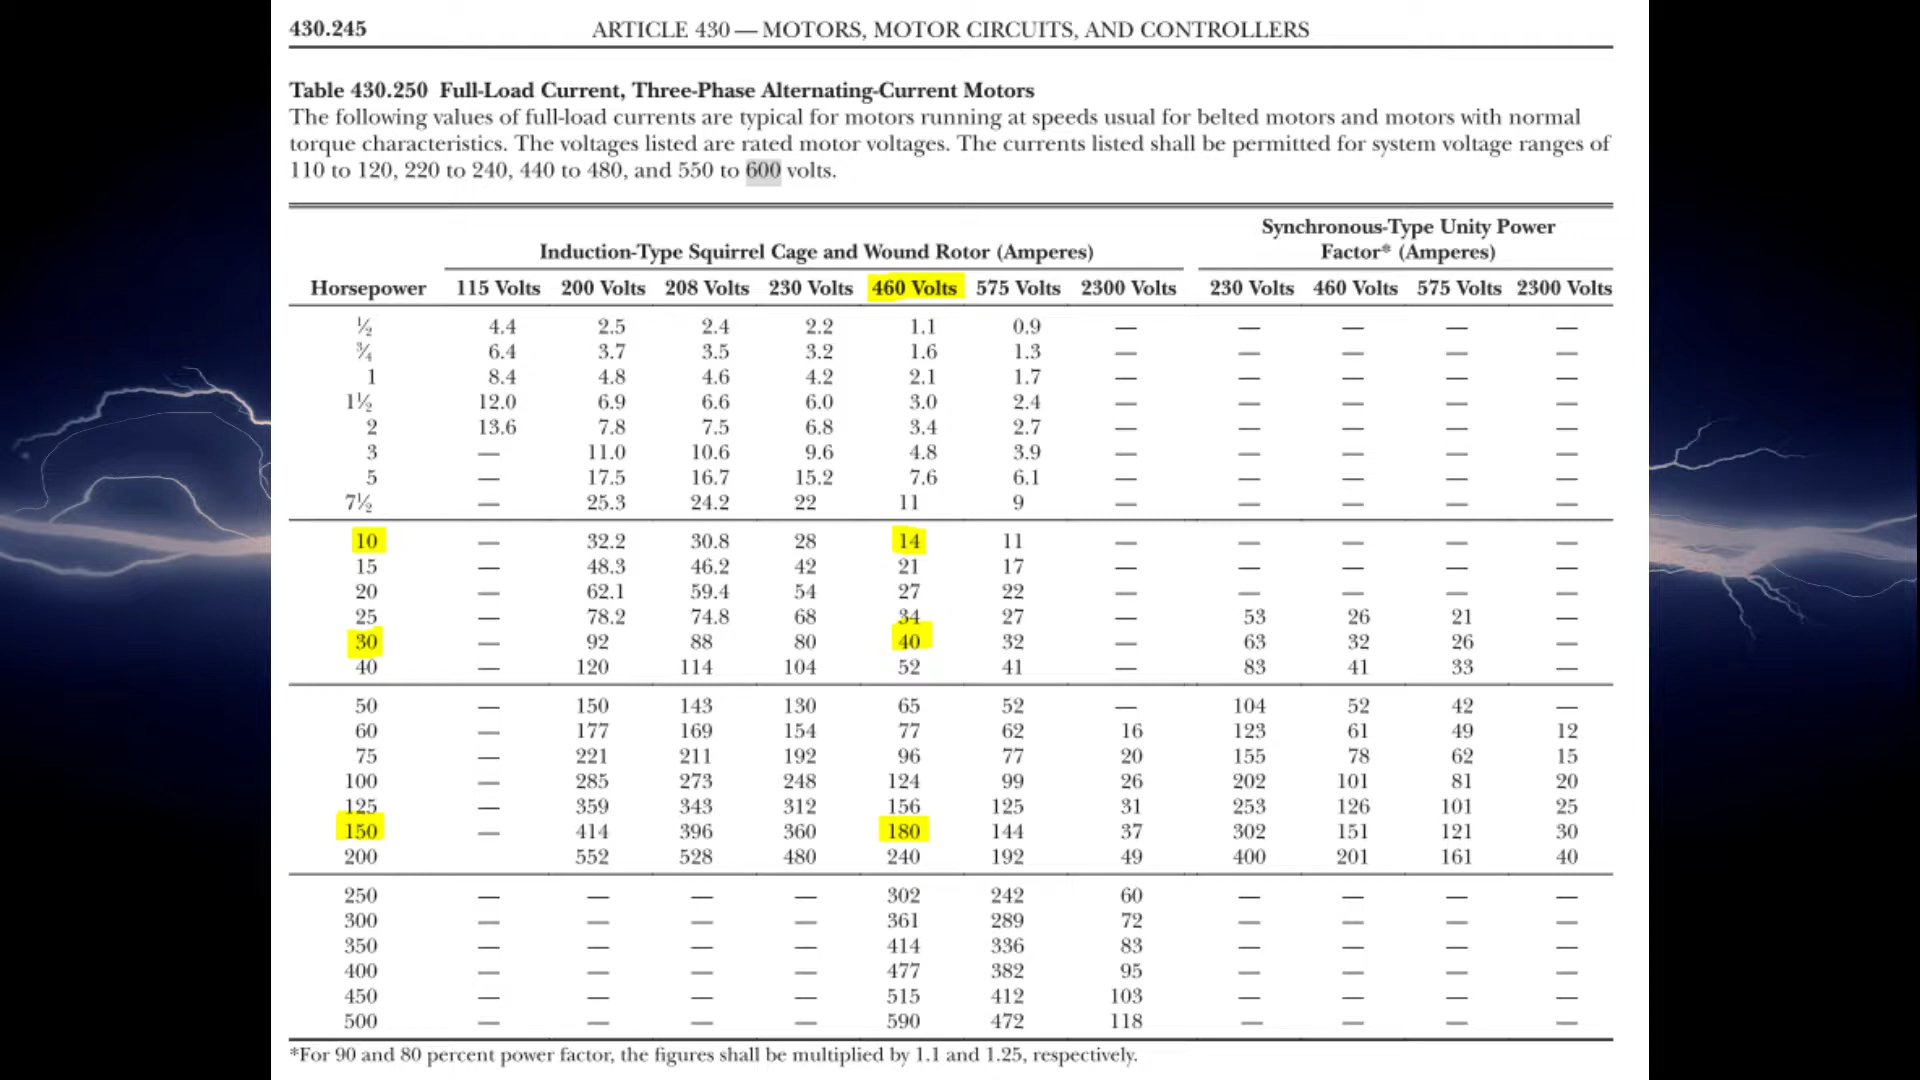 430.245 ARTICLE 430 — MOTORS, MOTOR CIRCUITS, AND CONTROLLERS
Table 430.250 Full-Load Current, Three-Phase Alternating-Current Motors
The following values of full-load currents are typical for motors running at speeds usual for belted motors and motors with normal
torque characteristics. The voltages listed are rated motor voltages. The currents listed shall be permitted for system voltage ranges of
110 to 120, 220 to 240, 440 to 480, and 550 to 600 volts.
Induction-Type Squirrel Cage and Wound Rotor (Amperes)
Synchronous-Type Unity Power
Factor* (Amperes)
Horsepower 115 Volts 200 Volts 208 Volts 230 Volts 460 Volts 575 Volts 2300 Volts 230 Volts 460 Volts 575 Volts 2300 Volts
½ 4.4 2.5 2.4 2.2 1.1 0.9 — — — — —
¾ 6.4 3.7 3.5 3.2 1.6 1.3 — — — — —
1 8.4 4.8 4.6 4.2 2.1 1.7 — — — — —
1½ 12.0 6.9 6.6 6.0 3.0 2.4 — — — — —
2 13.6 7.8 7.5 6.8 3.4 2.7 — — — — —
3 — 11.0 10.6 9.6 4.8 3.9 — — — — —
5 — 17.5 16.7 15.2 7.6 6.1 — — — — —
7½ — 25.3 24.2 22 11 9 — — — — —
10 — 32.2 30.8 28 14 11 — — — — —
15 — 48.3 46.2 42 21 17 — — — — —
20 — 62.1 59.4 54 27 22 — — — — —
25 — 78.2 74.8 68 34 27 — 53 26 21 —
30 — 92 88 80 40 32 — 63 32 26 —
40 — 120 114 104 52 41 — 83 41 33 —
50 — 150 143 130 65 52 — 104 52 42 —
60 — 177 169 154 77 62 16 123 61 49 12
75 — 221 211 192 96 77 20 155 78 62 15
100 — 285 273 248 124 99 26 202 101 81 20
125 — 359 343 312 156 125 31 253 126 101 25
150 — 414 396 360 180 144 37 302 151 121 30
200 552 528 480 240 192 49 400 201 161 40
250 — — — — 302 242 60 — — — —
300 — — — — 361 289 72 — — — —
350 — — — — 414 336 83 — — — —
400 — — — — 477 382 95 — — — —
450 — — — — 515 412 103 — — — —
500 — — — — 590 472 118 — — — —
*For 90 and 80 percent power factor, the figures shall be multiplied by 1.1 and 1.25, respectively.